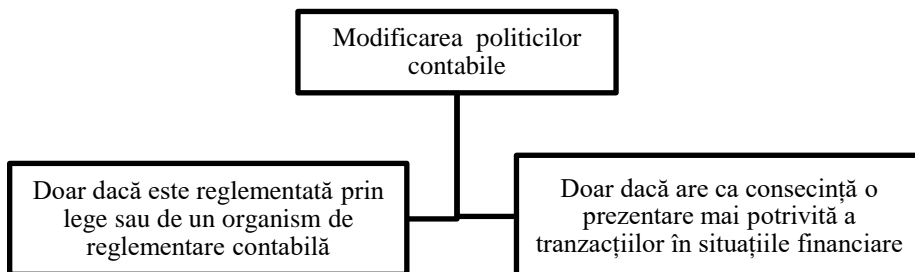 Modificarea politicilor
contabile
Doar dacă este reglementată prin
lege sau de un organism de
reglementare contabilă
Doar dacă are ca consecință o
prezentare mai potrivită a
tranzacțiilor în situațiile financiare